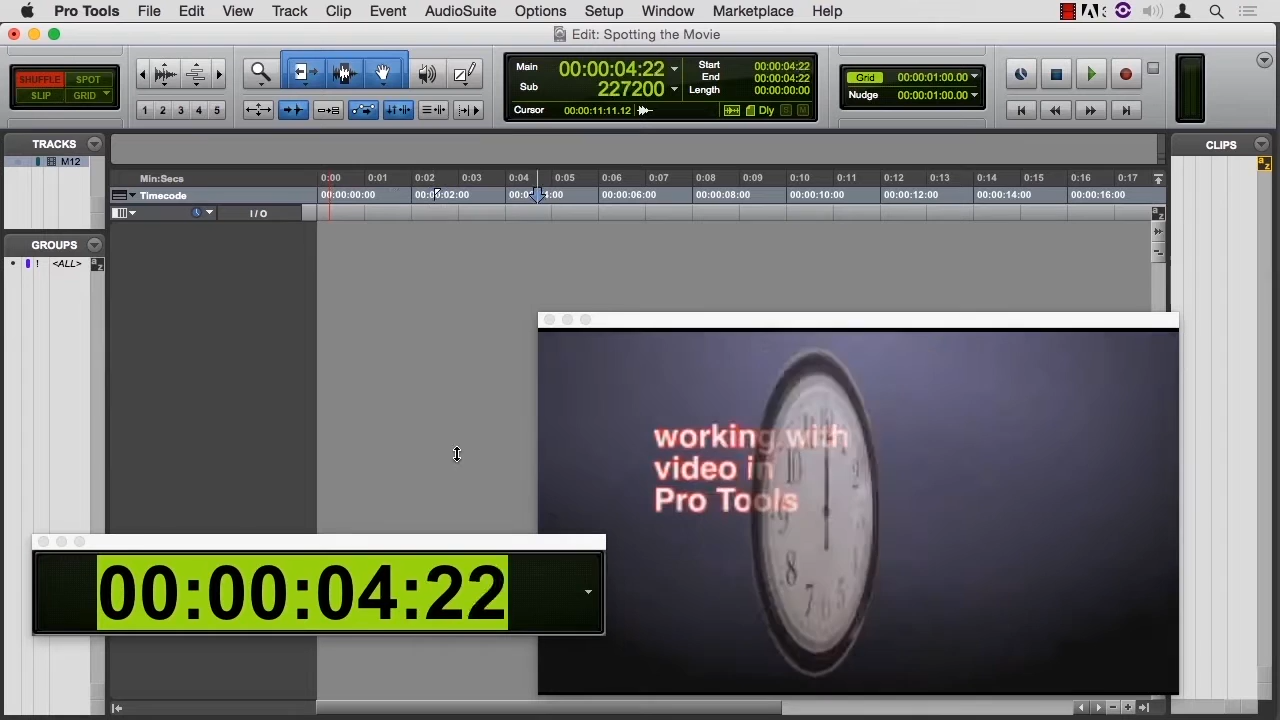 Pro Tools File Edit View Track Clip Event AudioSuite Options Setup Window Marketplace Help
Edit: Spotting the Movie
SHUFFLE SPOT
SLIP GRID
1 2 3 4 5
Main 00:00:04:22
Sub 227200
Start 00:00:04:22
End 00:00:04:22
Length 00:00:00:00
Cursor 00:00:11:11.12 Dly S M
Grid 00:00:01:00.00
Nudge 00:00:01:00.00
TRACKS
M12
GROUPS
! <ALL>
CLIPS
Min:Secs 0:00 0:01 0:02 0:03 0:04 0:05 0:06 0:07 0:08 0:09 0:10 0:11 0:12 0:13 0:14 0:15 0:16 0:17
Timecode 00:00:00:00 00:00:06:00 00:00:08:00 00:00:10:00 00:00:12:00 00:00:14:00 00:00:16:00
I/O
working with
video in
Pro Tools
00:00:04:22